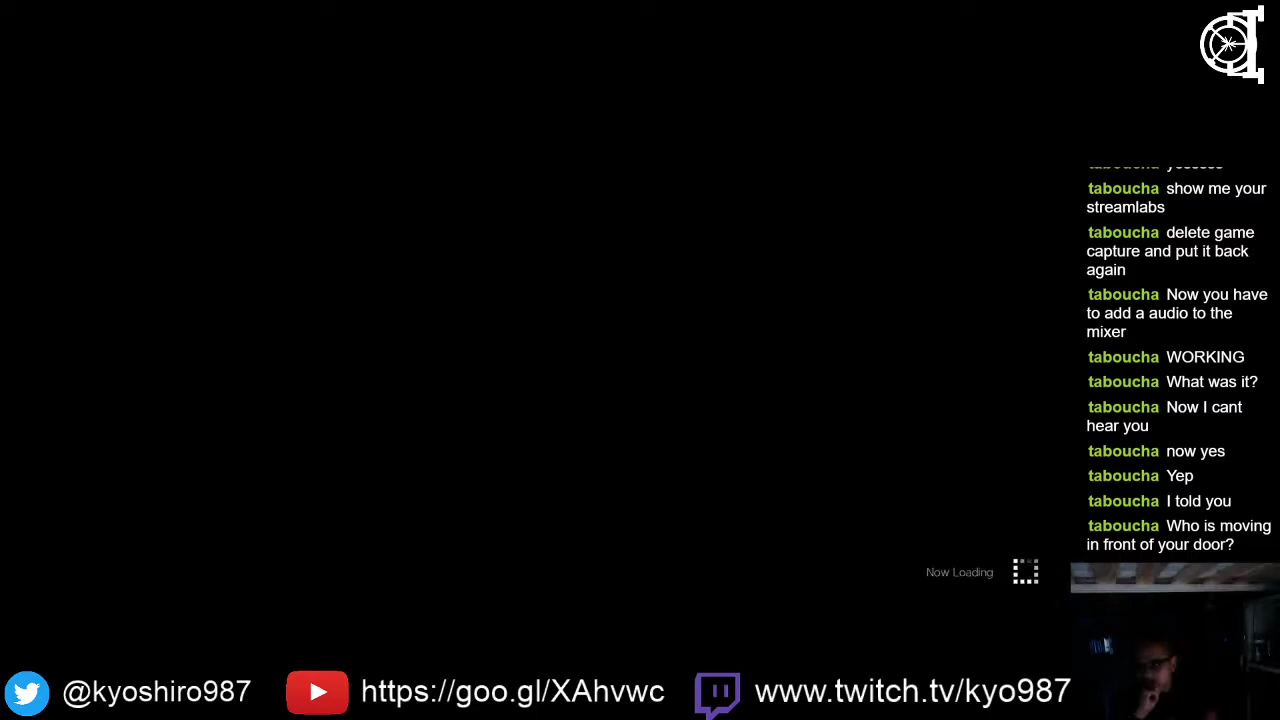 taboucha yessss
taboucha show me your
streamlabs
taboucha delete game
capture and put it back
again
taboucha Now you have
to add a audio to the
mixer
taboucha WORKING
taboucha What was it?
taboucha Now I cant
hear you
taboucha now yes
taboucha Yep
taboucha I told you
taboucha Who is moving
in front of your door?
Now Loading
@kyoshiro987
https://goo.gl/XAhvwc
www.twitch.tv/kyo987